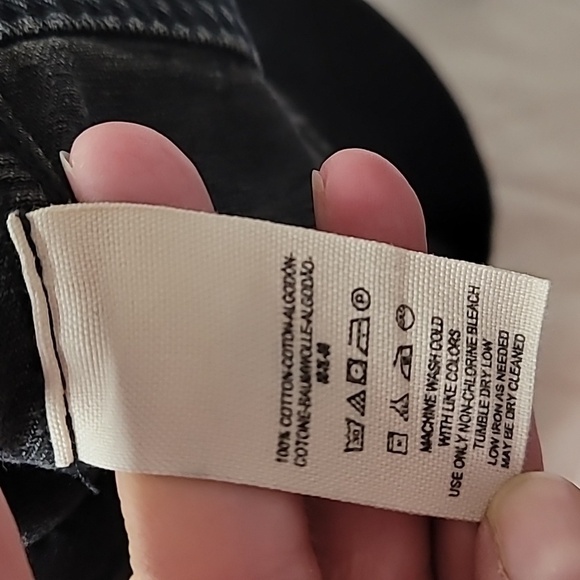 100% COTTON-COTON-ALGODÓN-
COTONE-BAUMWOLLE-ALGODÃO-
MACHINE WASH COLD
WITH LIKE COLORS
USE ONLY NON-CHLORINE BLEACH
TUMBLE DRY LOW
LOW IRON AS NEEDED
MAY BE DRY CLEANED